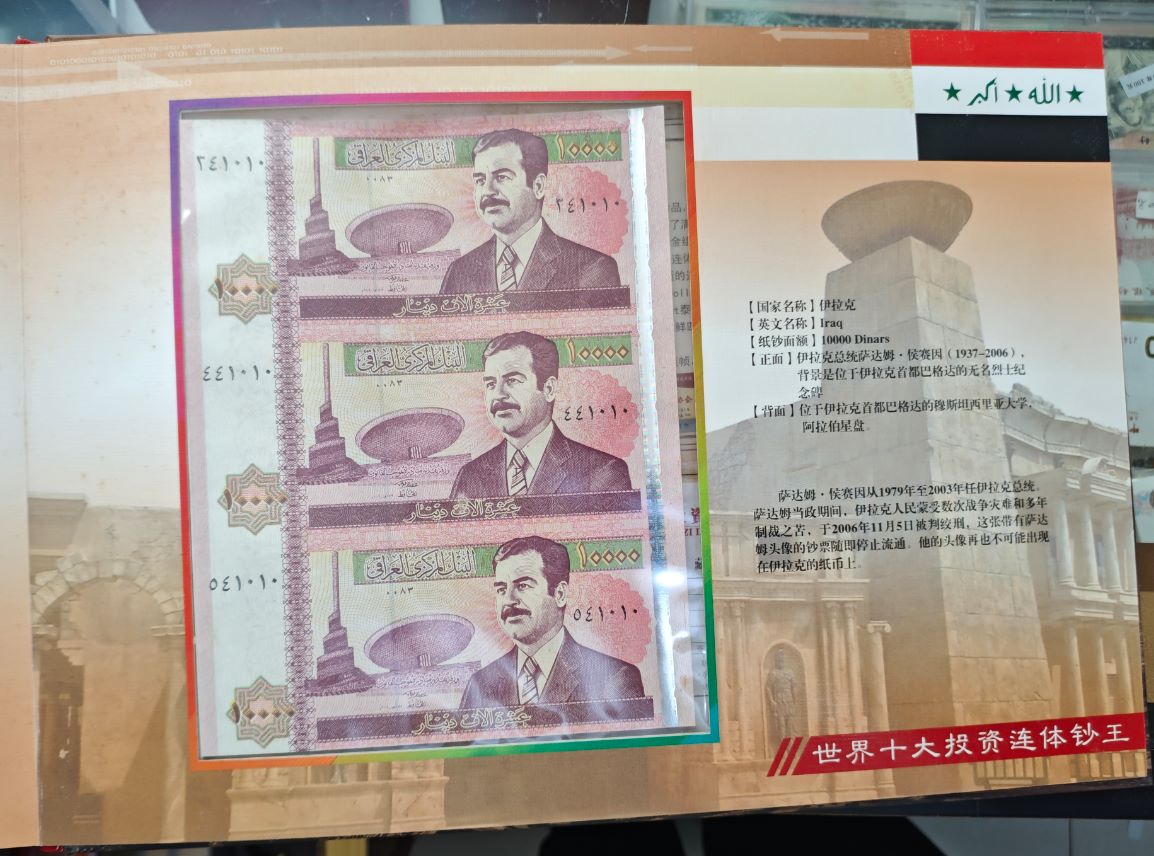 الله أكبر
٢٤١٠١٠
البنك المركزي العراقي
١٠٠٠٠
٠٠٨٣
٢٤١٠١٠
١٠٠٠٠
عشرة آلاف دينار
٤٤١٠١٠
البنك المركزي العراقي
١٠٠٠٠
٠٠٨٣
٤٤١٠١٠
١٠٠٠٠
عشرة آلاف دينار
٥٤١٠١٠
البنك المركزي العراقي
١٠٠٠٠
٠٠٨٣
٥٤١٠١٠
١٠٠٠٠
عشرة آلاف دينار
【国家名称】伊拉克
【英文名称】Iraq
【纸钞面额】10000 Dinars
【正面】伊拉克总统萨达姆·侯赛因（1937-2006），
背景是位于伊拉克首都巴格达的无名烈士纪
念碑
【背面】位于伊拉克首都巴格达的穆斯坦西里亚大学，
阿拉伯星盘。
萨达姆·侯赛因从1979年至2003年任伊拉克总统。
萨达姆当政期间，伊拉克人民蒙受数次战争灾难和多年
制裁之苦，于2006年11月5日被判绞刑，这张带有萨达
姆头像的钞票随即停止流通。他的头像再也不可能出现
在伊拉克的纸币上。
世界十大投资连体钞王